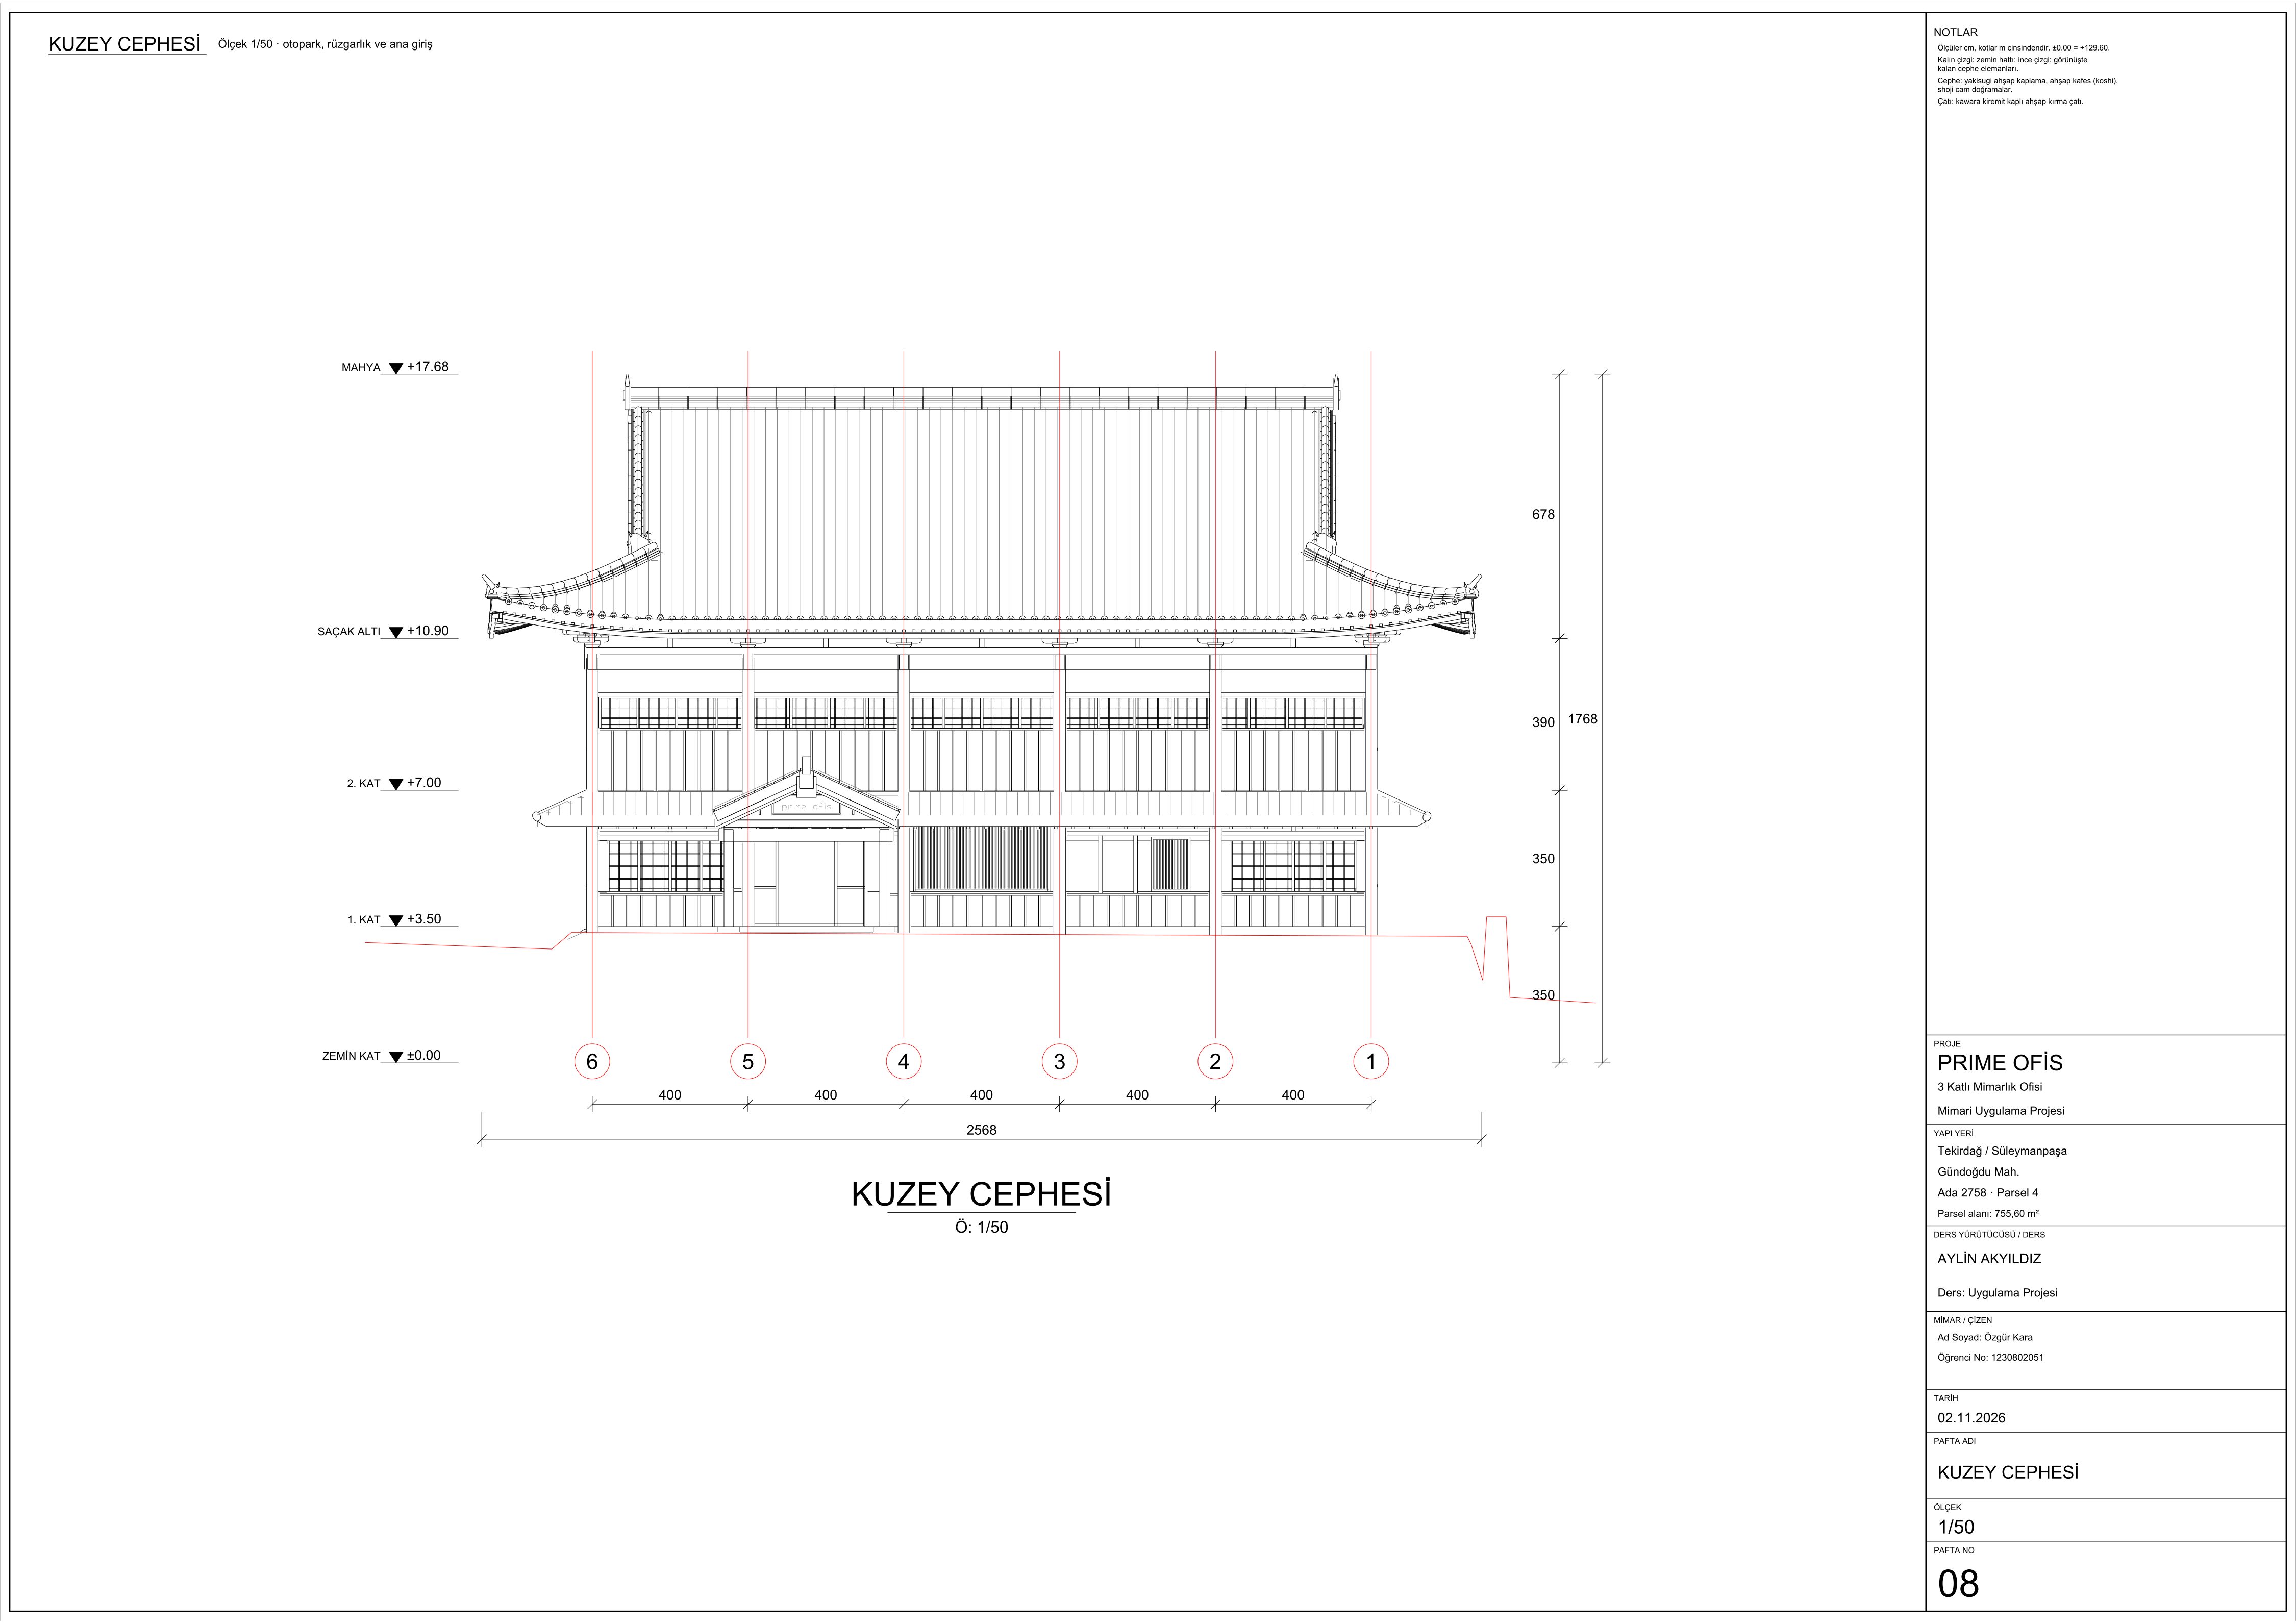 KUZEY CEPHESİ Ölçek 1/50 · otopark, rüzgarlık ve ana giriş
MAHYA +17.68
SAÇAK ALTI +10.90
2. KAT +7.00
1. KAT +3.50
ZEMİN KAT ±0.00
prime ofis
678
390 1768
350
350
6 5 4 3 2 1
400 400 400 400 400
2568
KUZEY CEPHESİ
Ö: 1/50
NOTLAR
Ölçüler cm, kotlar m cinsindendir. ±0.00 = +129.60.
Kalın çizgi: zemin hattı; ince çizgi: görünüşte
kalan cephe elemanları.
Cephe: yakisugi ahşap kaplama, ahşap kafes (koshi),
shoji cam doğramalar.
Çatı: kawara kiremit kaplı ahşap kırma çatı.
PROJE
PRIME OFİS
3 Katlı Mimarlık Ofisi
Mimari Uygulama Projesi
YAPI YERİ
Tekirdağ / Süleymanpaşa
Gündoğdu Mah.
Ada 2758 · Parsel 4
Parsel alanı: 755,60 m²
DERS YÜRÜTÜCÜSÜ / DERS
AYLİN AKYILDIZ
Ders: Uygulama Projesi
MİMAR / ÇİZEN
Ad Soyad: Özgür Kara
Öğrenci No: 1230802051
TARİH
02.11.2026
PAFTA ADI
KUZEY CEPHESİ
ÖLÇEK
1/50
PAFTA NO
08